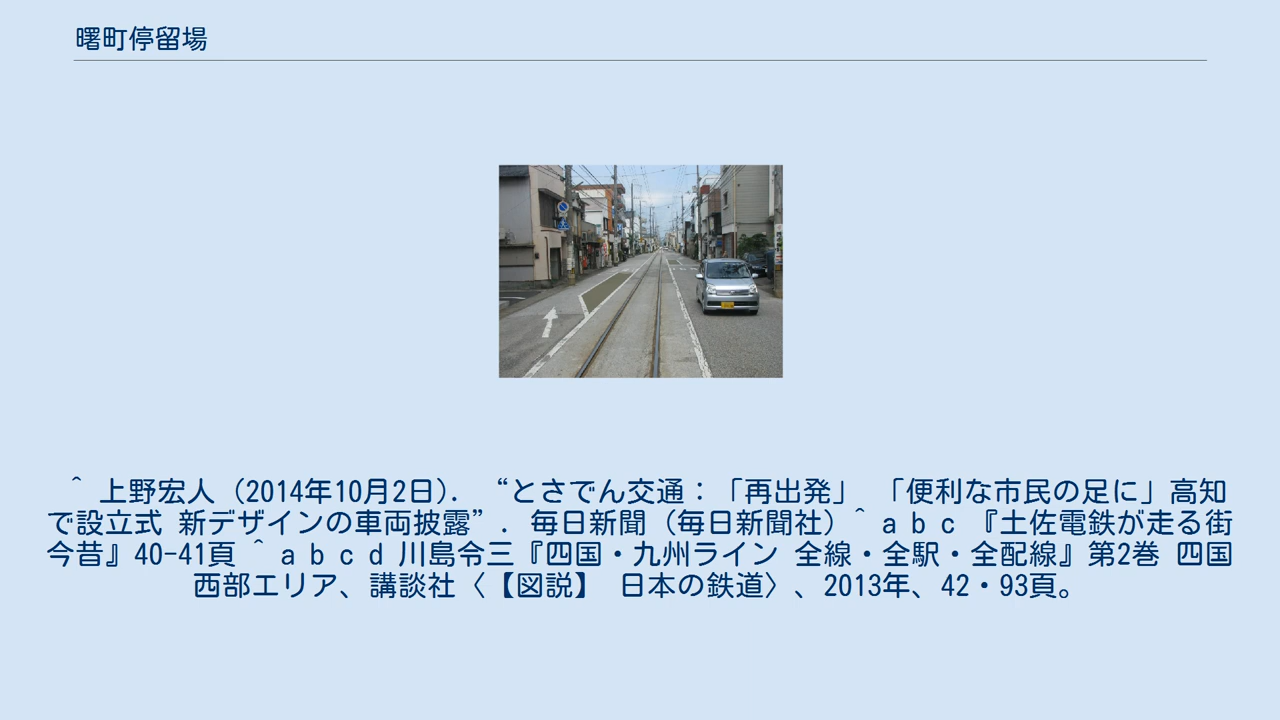 曙町停留場
^ 上野宏人 (2014年10月2日). “とさでん交通：「再出発」 「便利な市民の足に」高知
で設立式 新デザインの車両披露”. 毎日新聞（毎日新聞社）^ a b c 『土佐電鉄が走る街
今昔』40-41頁 ^ a b c d 川島令三『四国・九州ライン 全線・全駅・全配線』第2巻 四国
西部エリア、講談社〈【図説】 日本の鉄道〉、2013年、42・93頁。